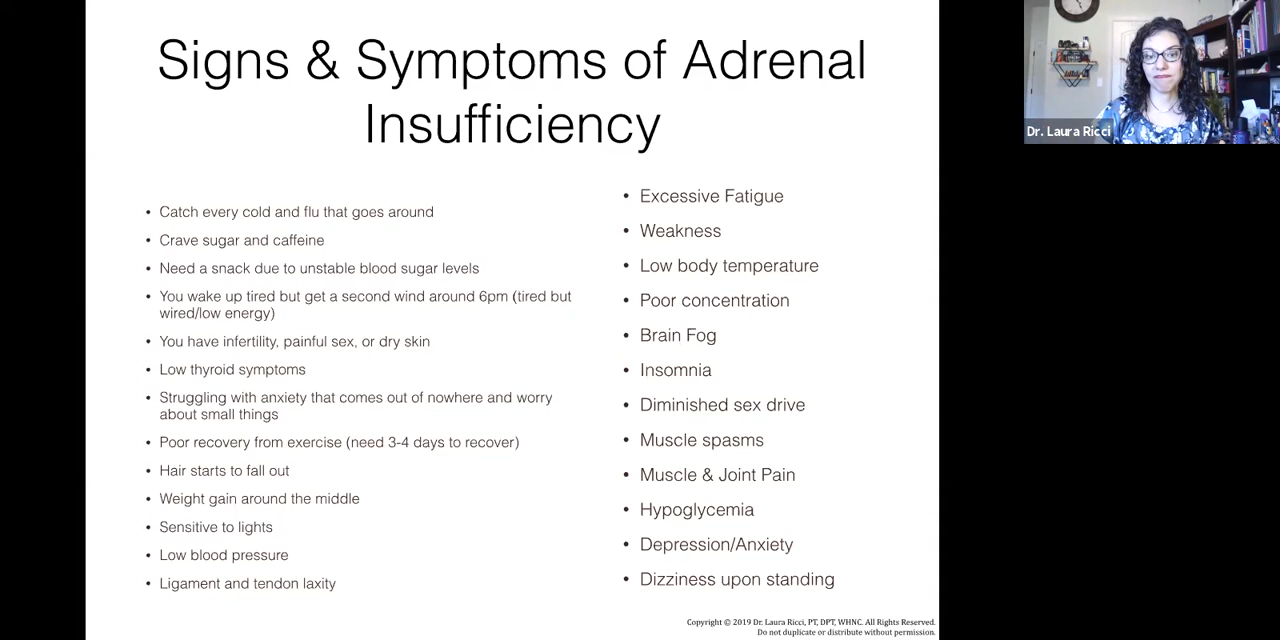 Signs & Symptoms of Adrenal
Insufficiency
• Catch every cold and flu that goes around
• Crave sugar and caffeine
• Need a snack due to unstable blood sugar levels
• You wake up tired but get a second wind around 6pm (tired but
wired/low energy)
• You have infertility, painful sex, or dry skin
• Low thyroid symptoms
• Struggling with anxiety that comes out of nowhere and worry
about small things
• Poor recovery from exercise (need 3-4 days to recover)
• Hair starts to fall out
• Weight gain around the middle
• Sensitive to lights
• Low blood pressure
• Ligament and tendon laxity
• Excessive Fatigue
• Weakness
• Low body temperature
• Poor concentration
• Brain Fog
• Insomnia
• Diminished sex drive
• Muscle spasms
• Muscle & Joint Pain
• Hypoglycemia
• Depression/Anxiety
• Dizziness upon standing
Copyright © 2019 Dr. Laura Ricci, PT, DPT, WHNC. All Rights Reserved.
Do not duplicate or distribute without permission.
Dr. Laura Ricci